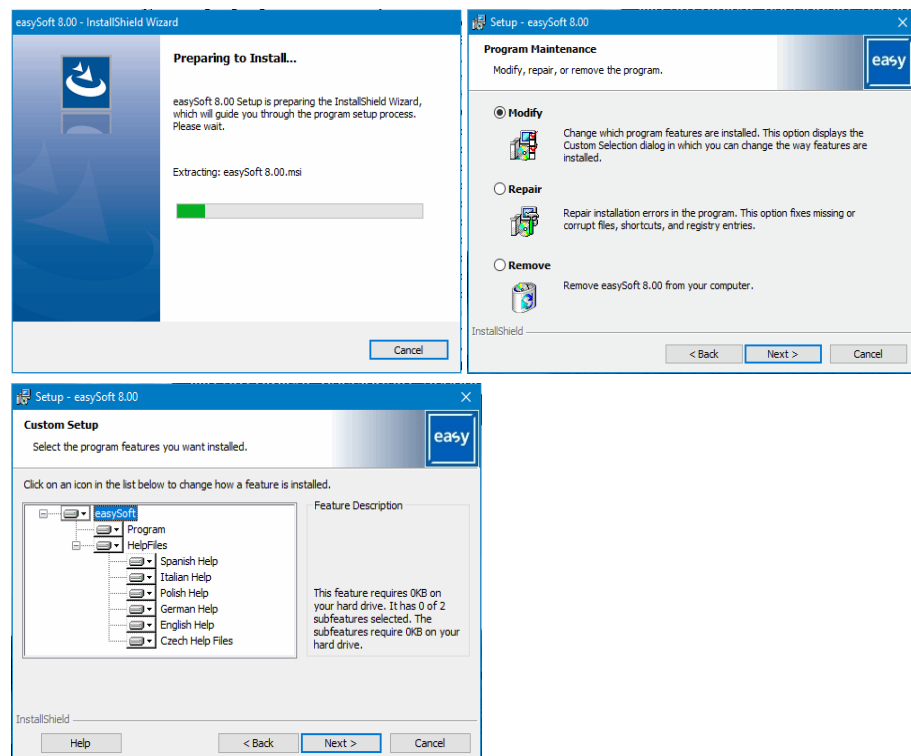 easySoft 8.00 - InstallShield Wizard
Preparing to Install...
easySoft 8.00 Setup is preparing the InstallShield Wizard,
which will guide you through the program setup process.
Please wait.
Extracting: easySoft 8.00.msi
Cancel
Setup - easySoft 8.00
Program Maintenance
Modify, repair, or remove the program.
easy
Modify
Change which program features are installed. This option displays the
Custom Selection dialog in which you can change the way features are
installed.
Repair
Repair installation errors in the program. This option fixes missing or
corrupt files, shortcuts, and registry entries.
Remove
Remove easySoft 8.00 from your computer.
InstallShield
< Back Next > Cancel
Setup - easySoft 8.00
Custom Setup
Select the program features you want installed.
easy
Click on an icon in the list below to change how a feature is installed.
easySoft
Program
HelpFiles
Spanish Help
Italian Help
Polish Help
German Help
English Help
Czech Help Files
Feature Description
This feature requires 0KB on
your hard drive. It has 0 of 2
subfeatures selected. The
subfeatures require 0KB on your
hard drive.
InstallShield
Help < Back Next > Cancel